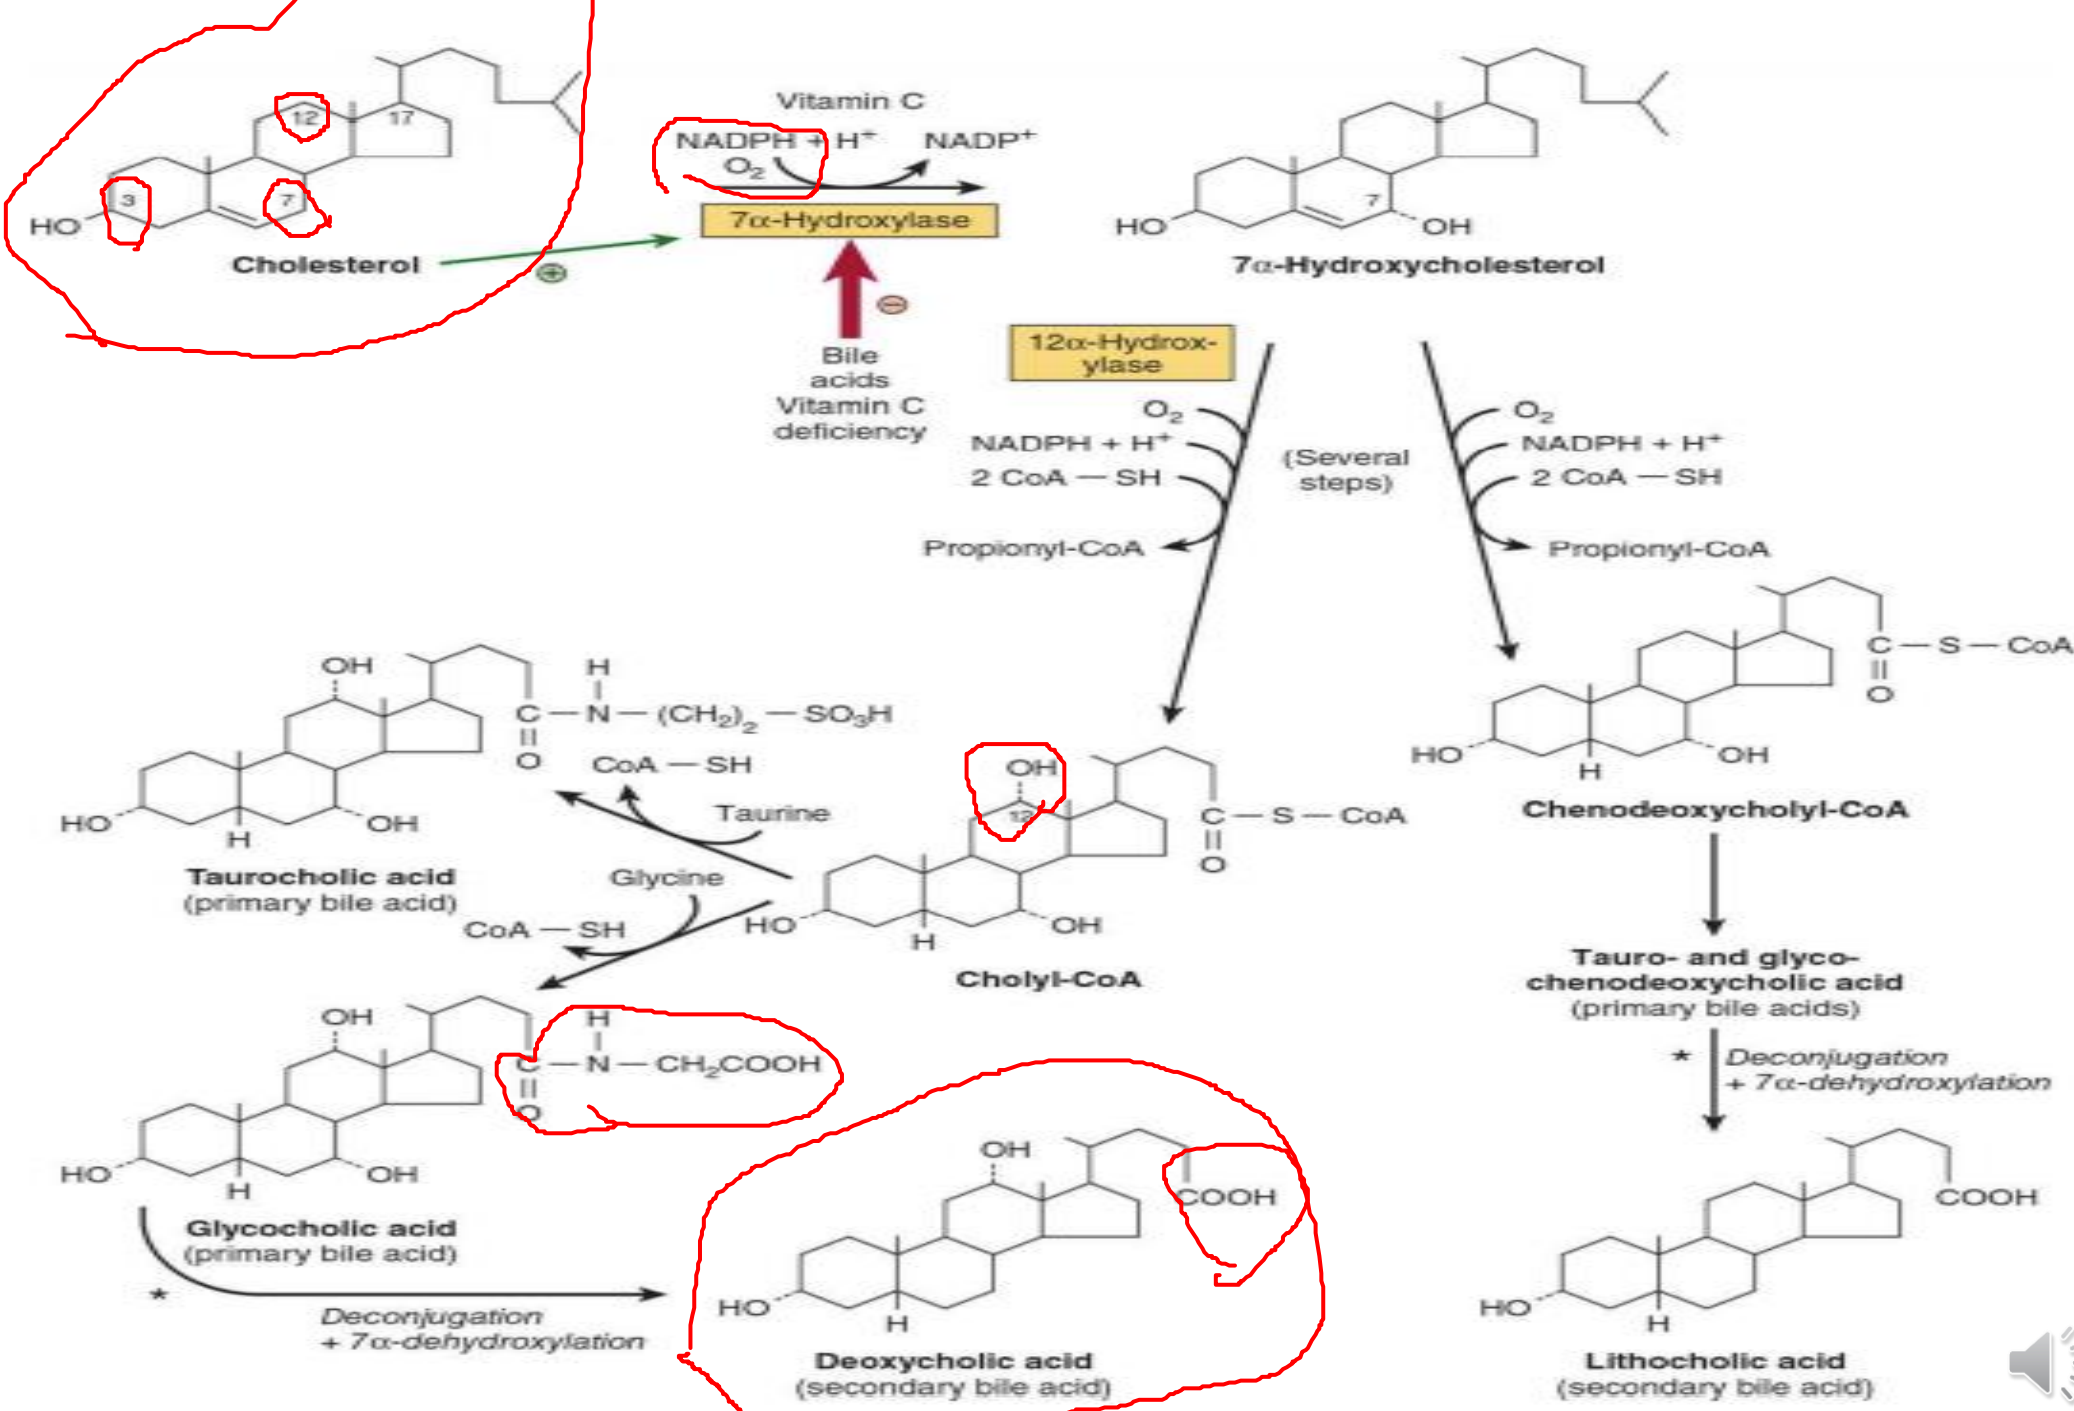 12
17
3
7
HO
Cholesterol
Vitamin C
NADPH + H⁺
NADP⁺
O₂
7α-Hydroxylase
⊕
⊖
Bile
acids
Vitamin C
deficiency
7
HO
OH
7α-Hydroxycholesterol
12α-Hydrox-
ylase
O₂
NADPH + H⁺
2 CoA — SH
Propionyl-CoA
(Several
steps)
O₂
NADPH + H⁺
2 CoA — SH
Propionyl-CoA
C — S — CoA
O
HO
OH
H
Chenodeoxycholyl-CoA
OH
H
C — N — (CH₂)₂ — SO₃H
O
HO
OH
H
CoA — SH
Taurine
Taurocholic acid
(primary bile acid)
Glycine
CoA — SH
OH
12
C — S — CoA
O
HO
OH
H
Cholyl-CoA
Tauro- and glyco-
chenodeoxycholic acid
(primary bile acids)
* Deconjugation
+ 7α-dehydroxylation
OH
H
C — N — CH₂COOH
O
HO
OH
H
Glycocholic acid
(primary bile acid)
*
Deconjugation
+ 7α-dehydroxylation
OH
COOH
HO
H
Deoxycholic acid
(secondary bile acid)
COOH
HO
H
Lithocholic acid
(secondary bile acid)